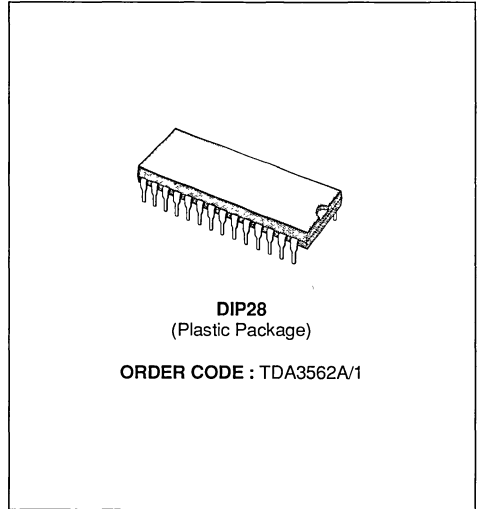 DIP28
(Plastic Package)
ORDER CODE : TDA3562A/1